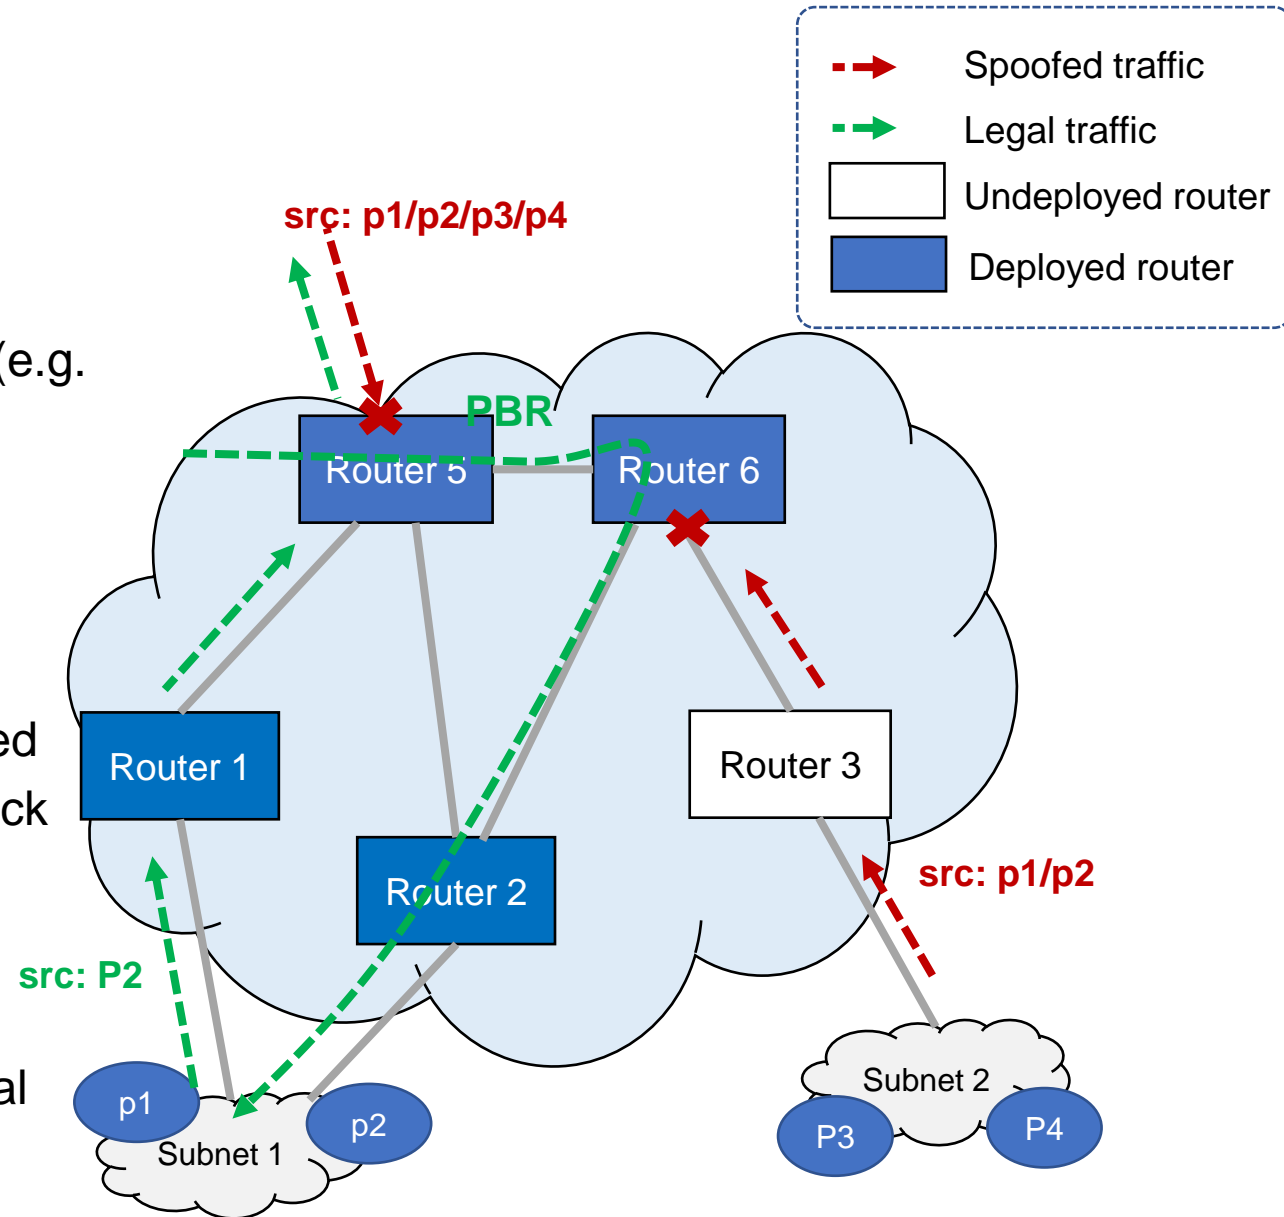 Spoofed traffic
Legal traffic
Undeployed router
Deployed router
src: p1/p2/p3/p4
(e.g.
PBR
Router 5
Router 6
ed
Router 1
Router 3
ck
src: p1/p2
Router 2
src: P2
al
p1
p2
Subnet 1
Subnet 2
P3
P4